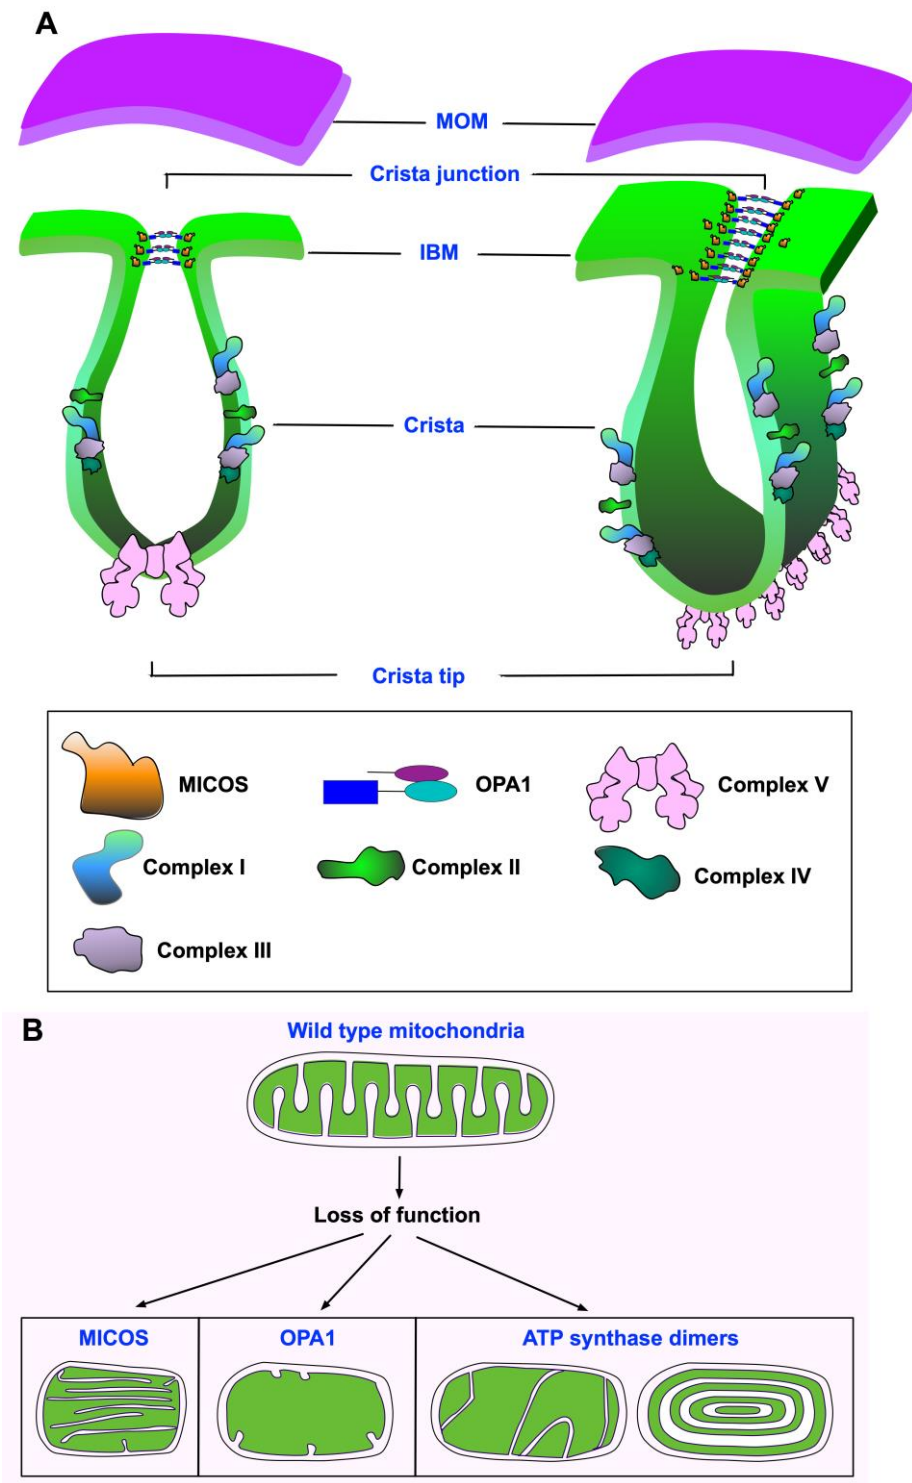 A
MOM
Crista junction
IBM
Crista
Crista tip
MICOS
OPA1
Complex V
Complex I
Complex II
Complex IV
Complex III
B
Wild type mitochondria
Loss of function
MICOS
OPA1
ATP synthase dimers